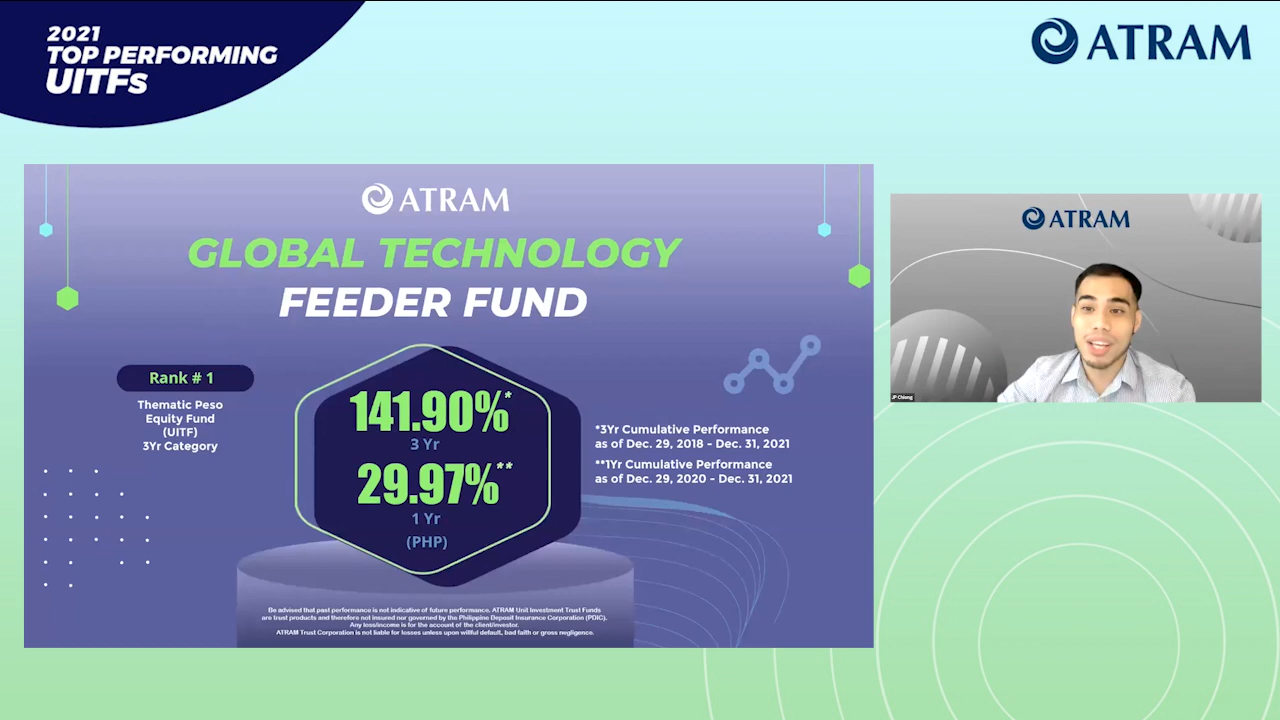 2021
TOP PERFORMING
UITFs
ATRAM
ATRAM
GLOBAL TECHNOLOGY
FEEDER FUND
Rank # 1
Thematic Peso
Equity Fund
(UITF)
3Yr Category
141.90%*
3 Yr
29.97%**
1 Yr
(PHP)
*3Yr Cumulative Performance
as of Dec. 29, 2018 - Dec. 31, 2021
**1Yr Cumulative Performance
as of Dec. 29, 2020 - Dec. 31, 2021
Be advised that past performance is not indicative of future performance. ATRAM Unit Investment Trust Funds
are trust products and therefore not insured nor governed by the Philippine Deposit Insurance Corporation (PDIC).
Any loss/income is for the account of the client/investor.
ATRAM Trust Corporation is not liable for losses unless upon willful default, bad faith or gross negligence.
ATRAM
JP Chiong